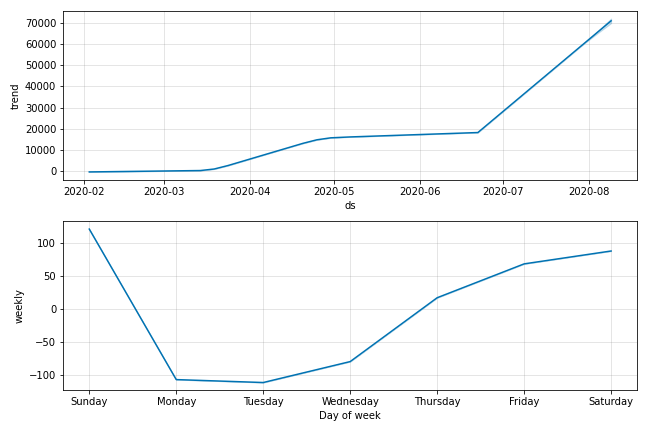 70000
60000
50000
40000
30000
20000
10000
0
trend
2020-02 2020-03 2020-04 2020-05 2020-06 2020-07 2020-08
ds
100
50
0
−50
−100
weekly
Sunday Monday Tuesday Wednesday Thursday Friday Saturday
Day of week